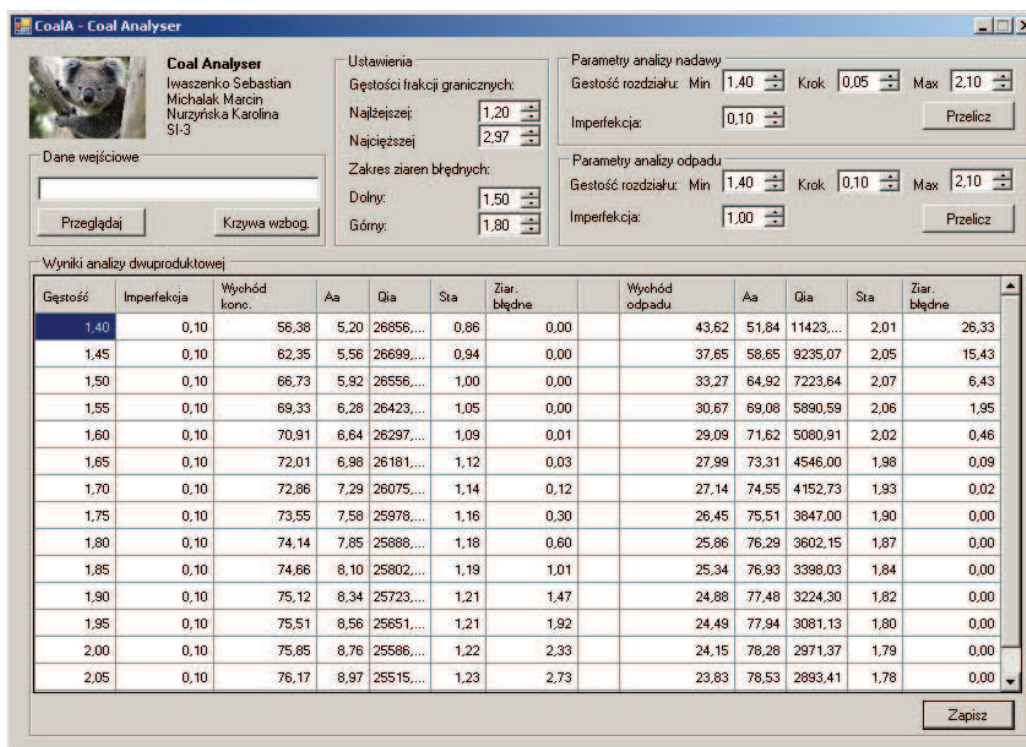 CoalA - Coal Analyser
Coal Analyser
Iwaszenko Sebastian
Michalak Marcin
Nurzyńska Karolina
SI-3
Dane wejściowe
Przeglądaj Krzywa wzbog.
Ustawienia
Gęstości frakcji granicznych:
Najlżejszej: 1,20
Najcięższej 2,97
Zakres ziaren błędnych:
Dolny: 1,50
Górny: 1,80
Parametry analizy nadawy
Gestość rozdziału: Min 1,40 Krok 0,05 Max 2,10
Imperfekcja: 0,10 Przelicz
Parametry analizy odpadu
Gestość rozdziału: Min 1,40 Krok 0,10 Max 2,10
Imperfekcja: 1,00 Przelicz
Wyniki analizy dwuproduktowej
Gęstość Imperfekcja Wychód konc. Aa Qia Sta Ziar. błędne Wychód odpadu Aa Qia Sta Ziar. błędne
1,40 0,10 56,38 5,20 26856,... 0,86 0,00 43,62 51,84 11423,... 2,01 26,33
1,45 0,10 62,35 5,56 26699,... 0,94 0,00 37,65 58,65 9235,07 2,05 15,43
1,50 0,10 66,73 5,92 26556,... 1,00 0,00 33,27 64,92 7223,64 2,07 6,43
1,55 0,10 69,33 6,28 26423,... 1,05 0,00 30,67 69,08 5890,59 2,06 1,95
1,60 0,10 70,91 6,64 26297,... 1,09 0,01 29,09 71,62 5080,91 2,02 0,46
1,65 0,10 72,01 6,98 26181,... 1,12 0,03 27,99 73,31 4546,00 1,98 0,09
1,70 0,10 72,86 7,29 26075,... 1,14 0,12 27,14 74,55 4152,73 1,93 0,02
1,75 0,10 73,55 7,58 25978,... 1,16 0,30 26,45 75,51 3847,00 1,90 0,00
1,80 0,10 74,14 7,85 25888,... 1,18 0,60 25,86 76,29 3602,15 1,87 0,00
1,85 0,10 74,66 8,10 25802,... 1,19 1,01 25,34 76,93 3398,03 1,84 0,00
1,90 0,10 75,12 8,34 25723,... 1,21 1,47 24,88 77,48 3224,30 1,82 0,00
1,95 0,10 75,51 8,56 25651,... 1,21 1,92 24,49 77,94 3081,13 1,80 0,00
2,00 0,10 75,85 8,76 25586,... 1,22 2,33 24,15 78,28 2971,37 1,79 0,00
2,05 0,10 76,17 8,97 25515,... 1,23 2,73 23,83 78,53 2893,41 1,78 0,00
Zapisz